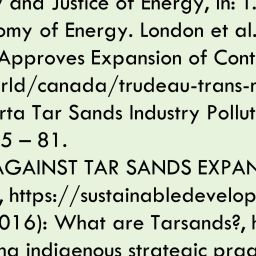 and Justice of Energy, in: 1.
omy of Energy. London et al.
Approves Expansion of Cont
rld/canada/trudeau-trans-
rta Tar Sands Industry Pollut
5 – 81.
AGAINST TAR SANDS EXPAN
, https://sustainabledevelop
016): What are Tarsands?, h
ng indigenous strategic prag